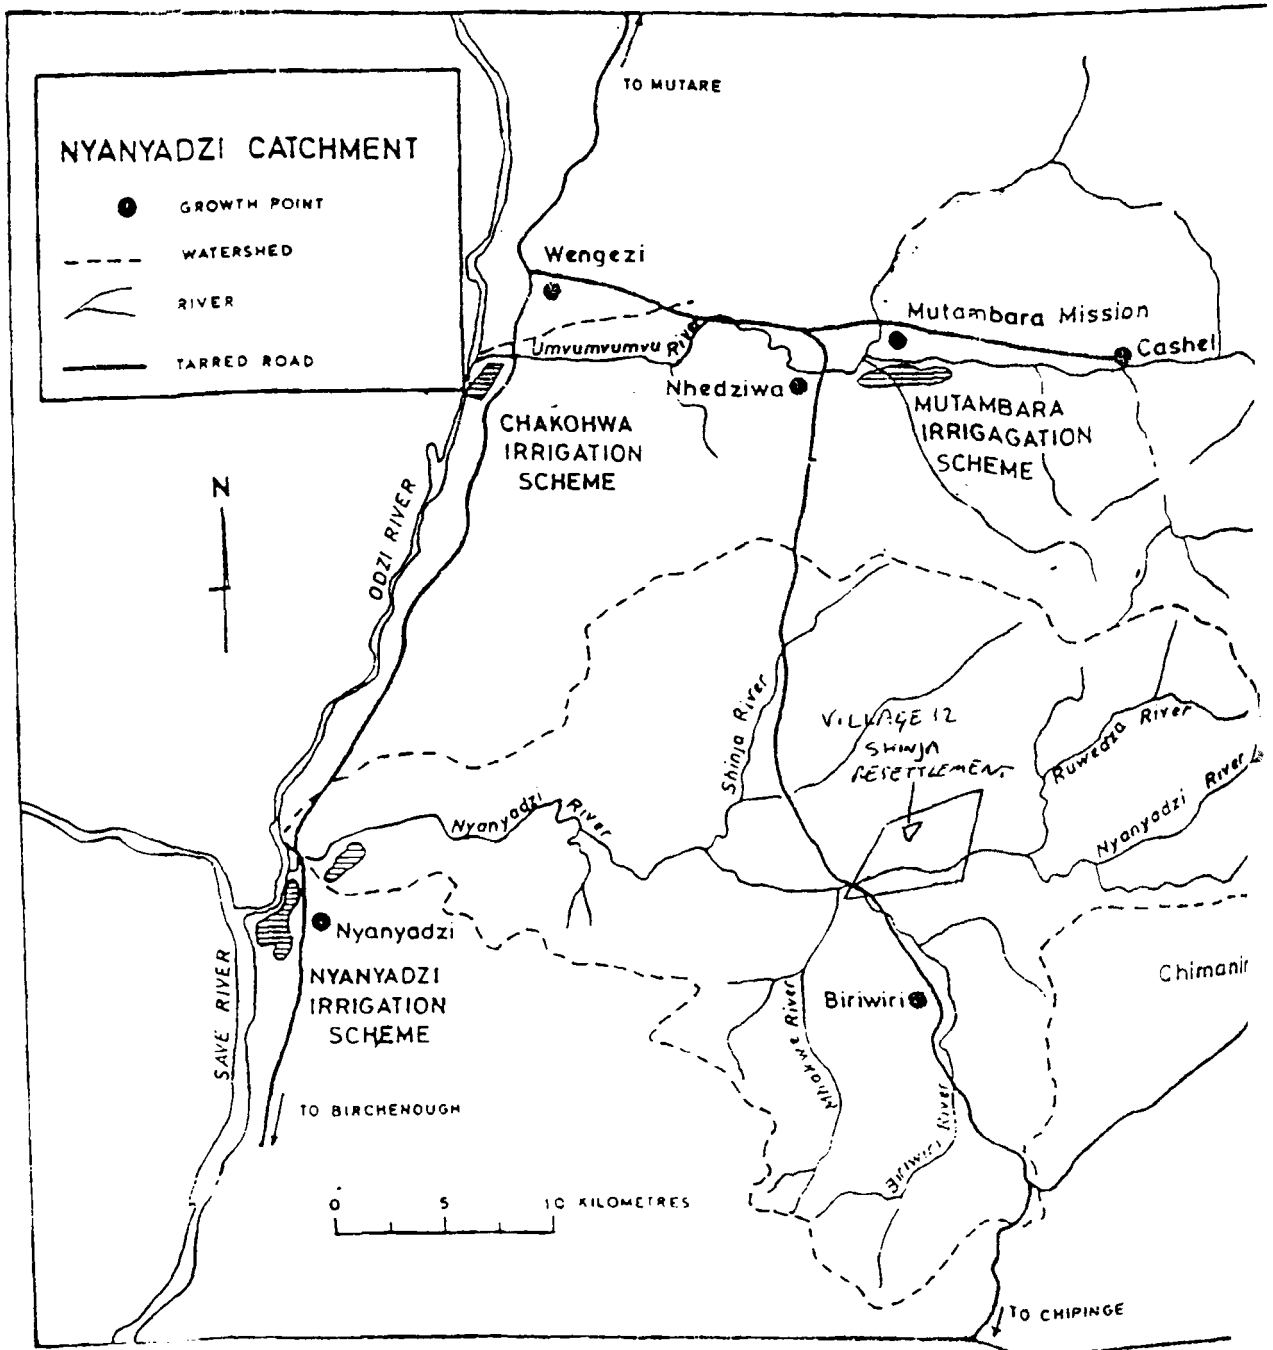 TO MUTARE
NYANYADZI CATCHMENT
GROWTH POINT
WATERSHED
RIVER
TARRED ROAD
Wengezi
Mutambara Mission
Cashel
Umvumvumvu River
Nhedziwa
CHAKOHWA
IRRIGATION
SCHEME
MUTAMBARA
IRRIGAGATION
SCHEME
N
ODZI RIVER
Shinja River
VILLAGE 12
SHINJA
RESETTLEMENT
Ruwedza River
Nyanyadzi River
Nyanyadzi River
Nyanyadzi
NYANYADZI
IRRIGATION
SCHEME
SAVE RIVER
Biriwiri
Chimanir
Mhakwe River
Biriwiri River
TO BIRCHENOUGH
0 5 10 KILOMETRES
TO CHIPINGE